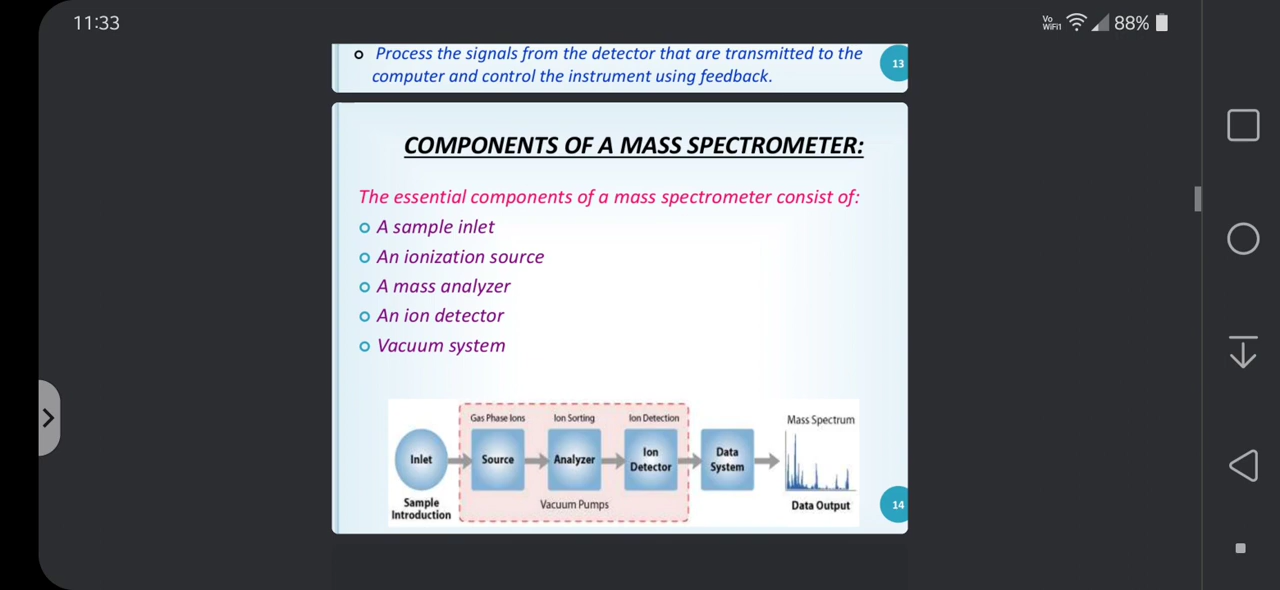 11:33
Vo
WiFi1
88%
o Process the signals from the detector that are transmitted to the
computer and control the instrument using feedback.
13
COMPONENTS OF A MASS SPECTROMETER:
The essential components of a mass spectrometer consist of:
o A sample inlet
o An ionization source
o A mass analyzer
o An ion detector
o Vacuum system
Gas Phase Ions
Ion Sorting
Ion Detection
Mass Spectrum
Inlet
Source
Analyzer
Ion
Detector
Data
System
Sample
Introduction
Vacuum Pumps
Data Output
14